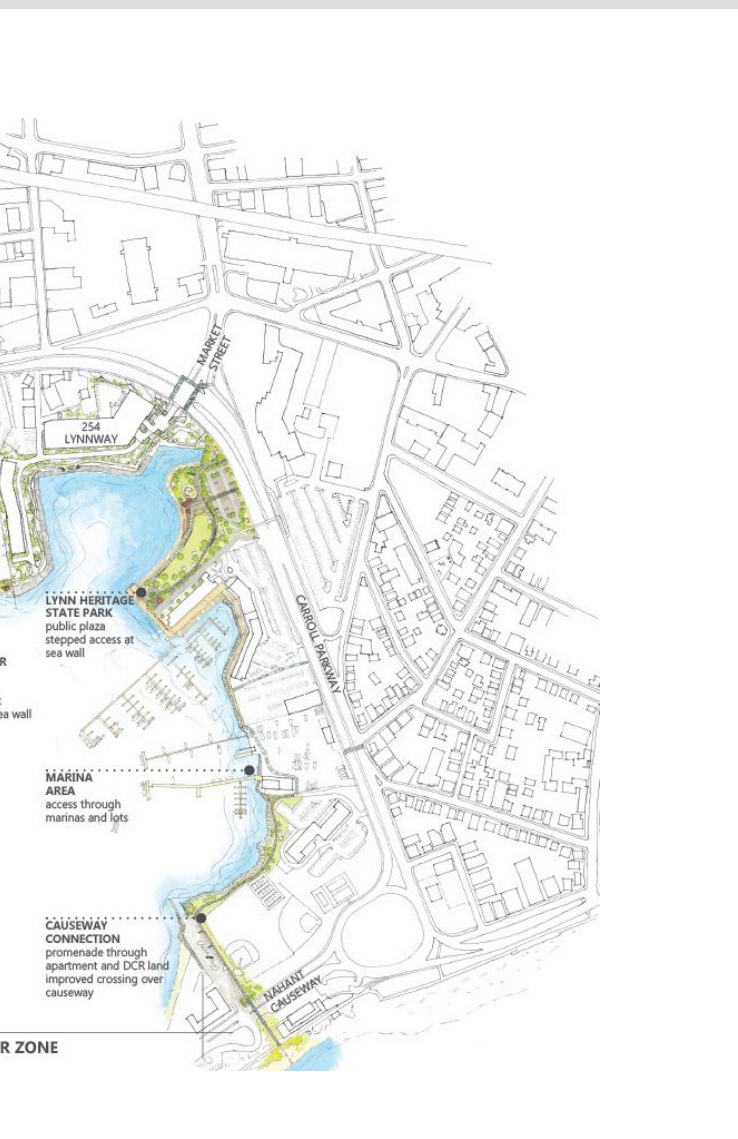 MARKET
STREET
254
LYNNWAY
LYNN HERITAGE
STATE PARK
public plaza
stepped access at
sea wall
R
ea wall
CARROLL PARKWAY
MARINA
AREA
access through
marinas and lots
CAUSEWAY
CONNECTION
promenade through
apartment and DCR land
improved crossing over
causeway
NAHANT
CAUSEWAY
R ZONE